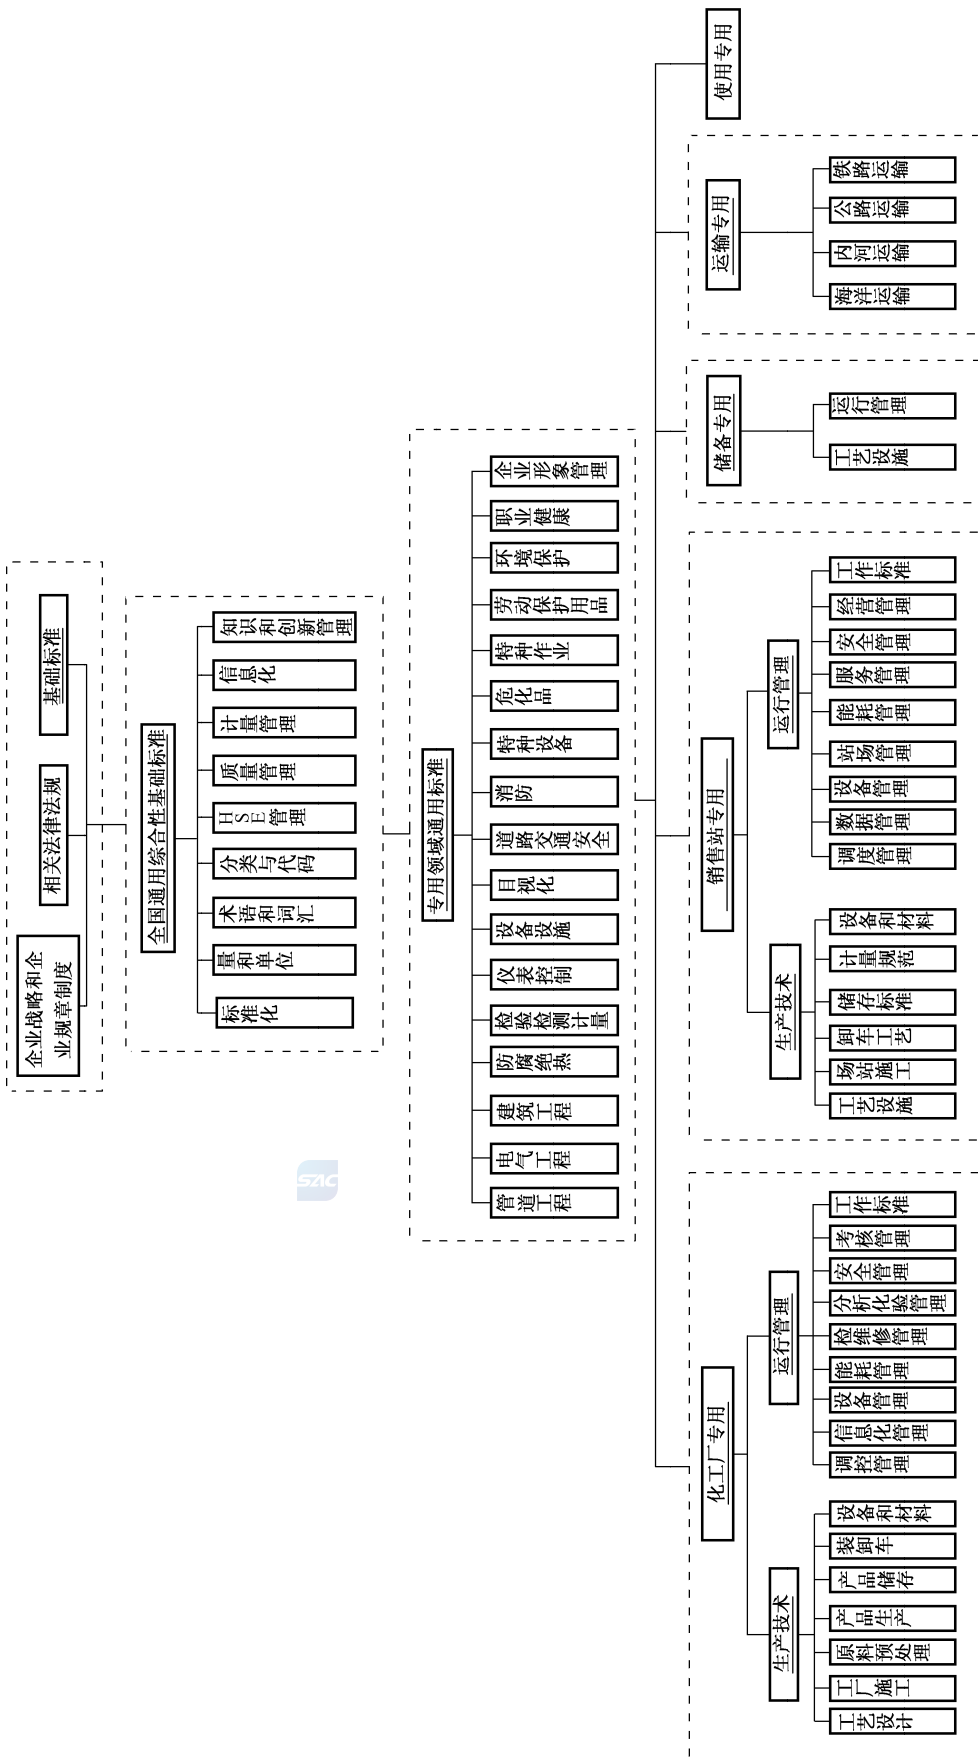 企业战略和企
业规章制度
相关法律法规
基础标准
全国通用综合性基础标准
标准化
量和单位
术语和词汇
分类与代码
HSE管理
质量管理
计量管理
信息化
知识和创新管理
专用领域通用标准
管道工程
电气工程
建筑工程
防腐绝热
检验检测计量
仪表控制
设备设施
目视化
道路交通安全
消防
特种设备
危化品
特种作业
劳动保护用品
环境保护
职业健康
企业形象管理
化工厂专用
生产技术
工艺设计
工厂施工
原料预处理
产品生产
产品储存
装卸车
设备和材料
运行管理
调控管理
信息化管理
设备管理
能耗管理
检维修管理
分析化验管理
安全管理
考核管理
工作标准
销售站专用
生产技术
工艺设施
场站施工
卸车工艺
储存标准
计量规范
设备和材料
运行管理
调度管理
数据管理
设备管理
站场管理
能耗管理
服务管理
安全管理
经营管理
工作标准
储备专用
工艺设施
运行管理
运输专用
海洋运输
内河运输
公路运输
铁路运输
使用专用
SAC